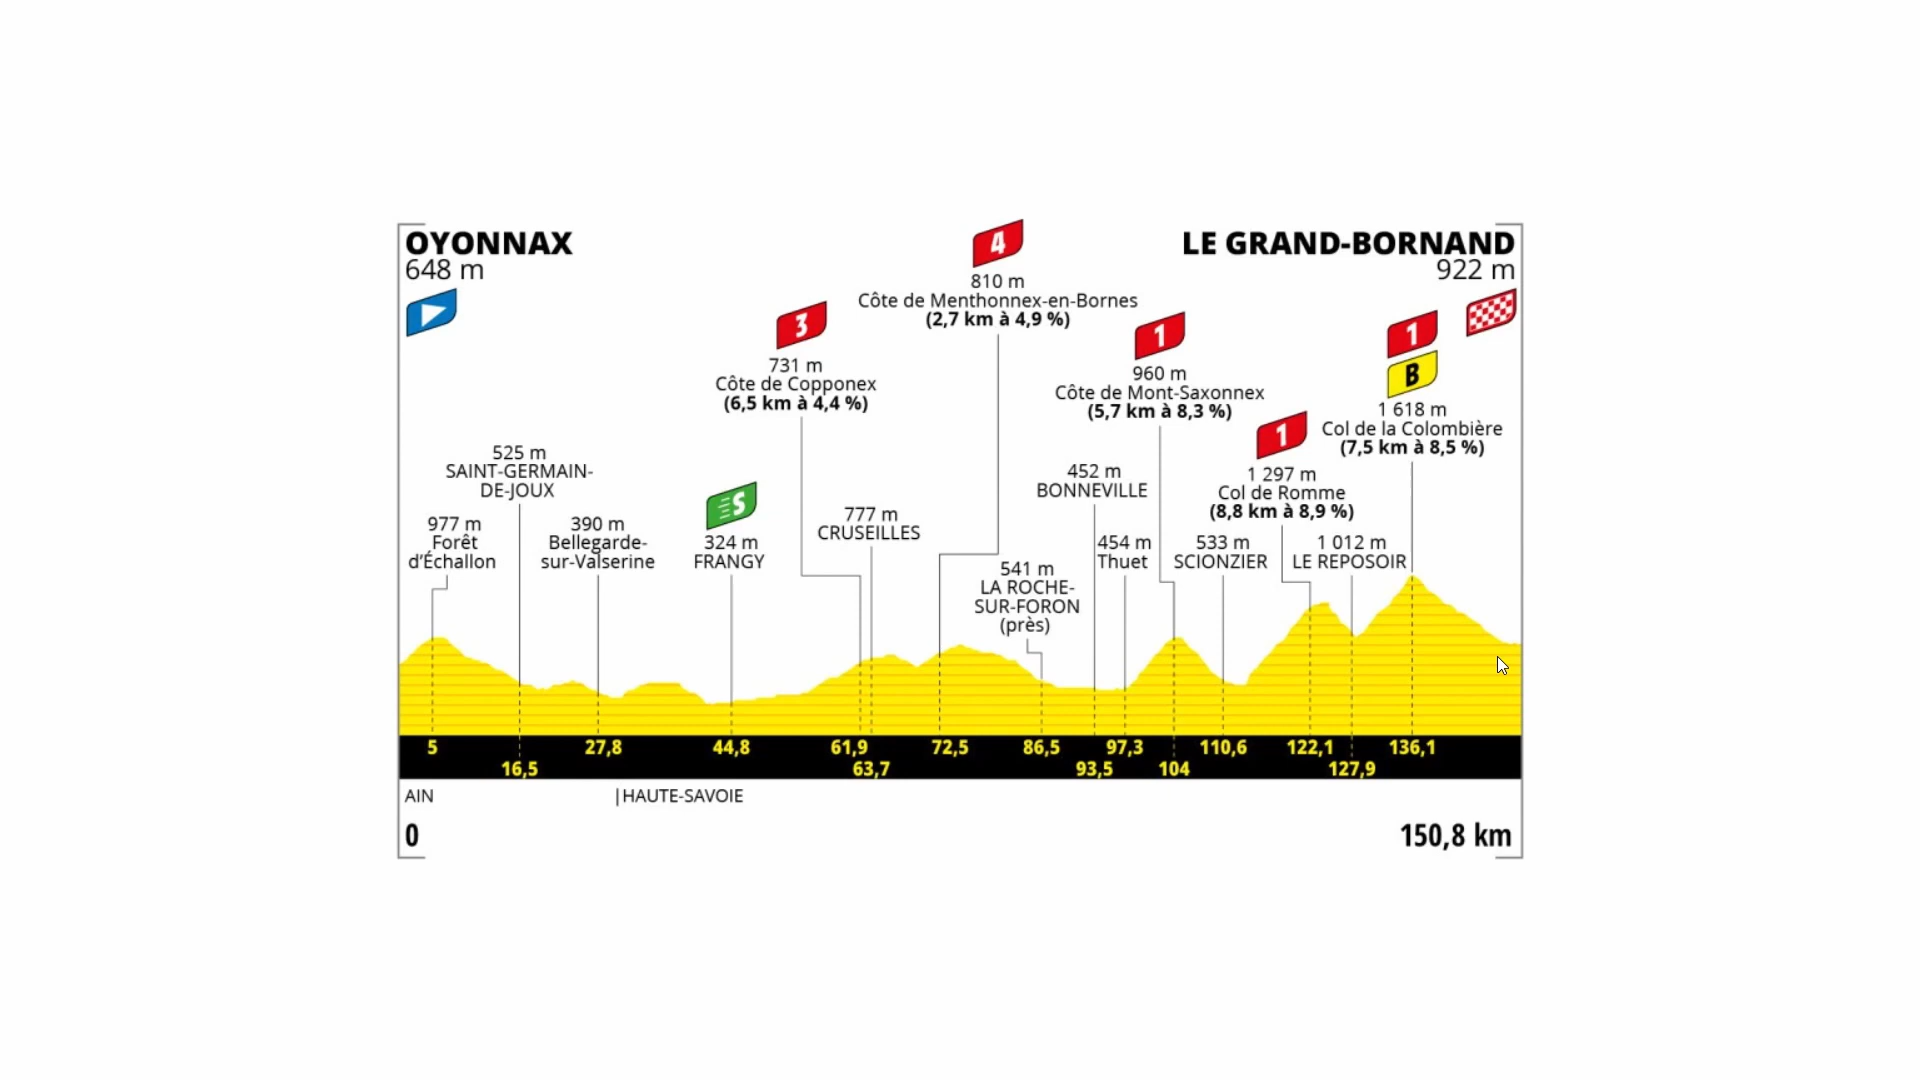 OYONNAX
648 m
LE GRAND-BORNAND
922 m
4
810 m
Côte de Menthonnex-en-Bornes
(2,7 km à 4,9 %)
3
731 m
Côte de Copponex
(6,5 km à 4,4 %)
1
960 m
Côte de Mont-Saxonnex
(5,7 km à 8,3 %)
1
B
1 618 m
Col de la Colombière
(7,5 km à 8,5 %)
1
1 297 m
Col de Romme
(8,8 km à 8,9 %)
977 m
Forêt
d'Échallon
525 m
SAINT-GERMAIN-
DE-JOUX
390 m
Bellegarde-
sur-Valserine
S
324 m
FRANGY
777 m
CRUSEILLES
541 m
LA ROCHE-
SUR-FORON
(près)
452 m
BONNEVILLE
454 m
Thuet
533 m
SCIONZIER
1 012 m
LE REPOSOIR
5
16,5
27,8
44,8
61,9
63,7
72,5
86,5
93,5
97,3
104
110,6
122,1
127,9
136,1
AIN
|HAUTE-SAVOIE
0
150,8 km